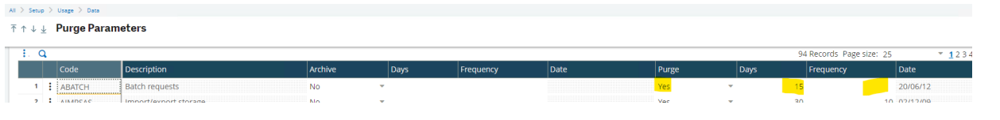 All > Setup > Usage > Data
Purge Parameters
94 Records Page size: 25 1 2 3 4
Code Description Archive Days Frequency Date Purge Days Frequency Date
1 ABATCH Batch requests No Yes 15 20/06/12
2 AIMPSAS Import/export storage No Yes 30 10 02/12/09